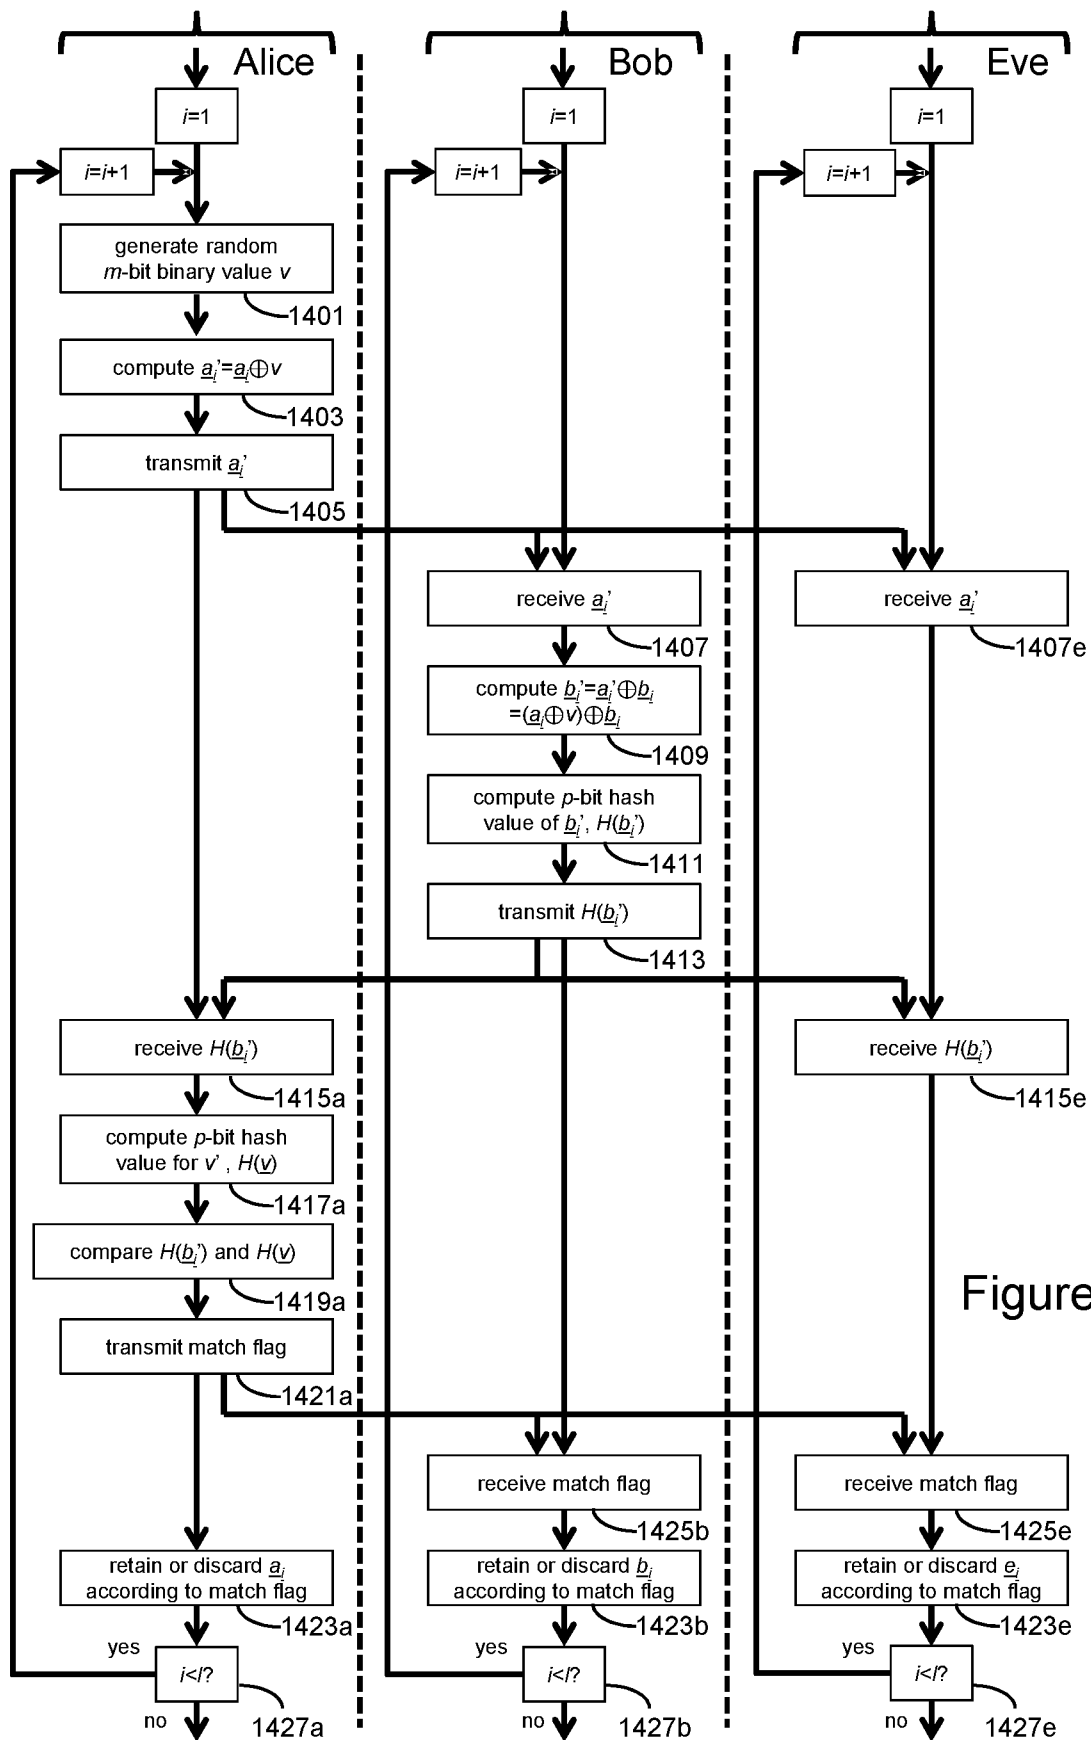 Alice
Bob
Eve
i=1
i=1
i=1
i=i+1
i=i+1
i=i+1
generate random
m-bit binary value v
1401
compute a_i’=a_i⊕v
1403
transmit a_i’
1405
receive a_i’
1407
receive a_i’
1407e
compute b_i’=a_i’⊕b_i
=(a_i⊕v)⊕b_i
1409
compute p-bit hash
value of b_i’, H(b_i’)
1411
transmit H(b_i’)
1413
receive H(b_i’)
1415a
receive H(b_i’)
1415e
compute p-bit hash
value for v’ , H(v)
1417a
compare H(b_i’) and H(v)
1419a
Figure
transmit match flag
1421a
receive match flag
1425b
receive match flag
1425e
retain or discard a_i
according to match flag
1423a
retain or discard b_i
according to match flag
1423b
retain or discard e_i
according to match flag
1423e
yes
i<l?
no
1427a
i<l?
1427b
yes
i<l?
no
1427e